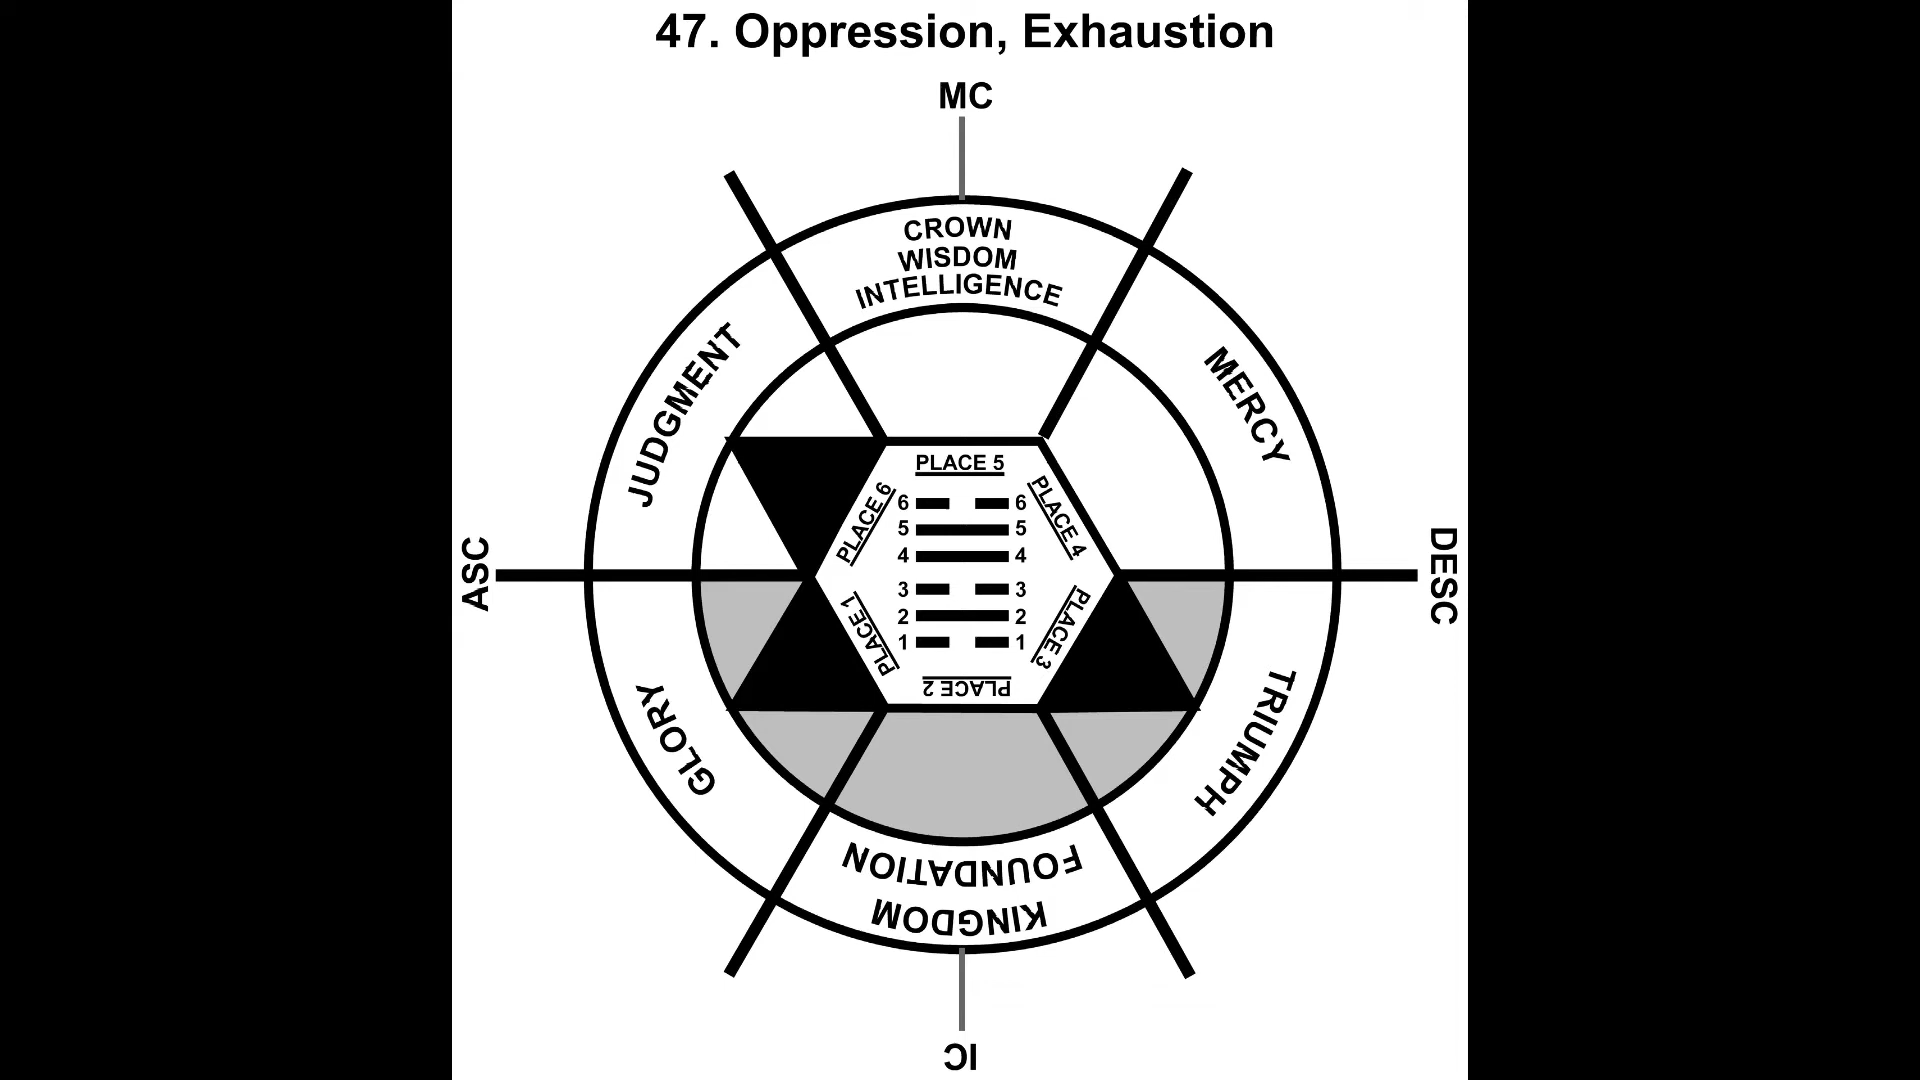 47. Oppression, Exhaustion
MC
CROWN
WISDOM
INTELLIGENCE
JUDGMENT
MERCY
ASC
DESC
PLACE 5
PLACE 6
PLACE 4
6 6
5 5
4 4
3 3
2 2
1 1
PLACE 1
PLACE 3
PLACE 2
GLORY
TRIUMPH
FOUNDATION
KINGDOM
IC